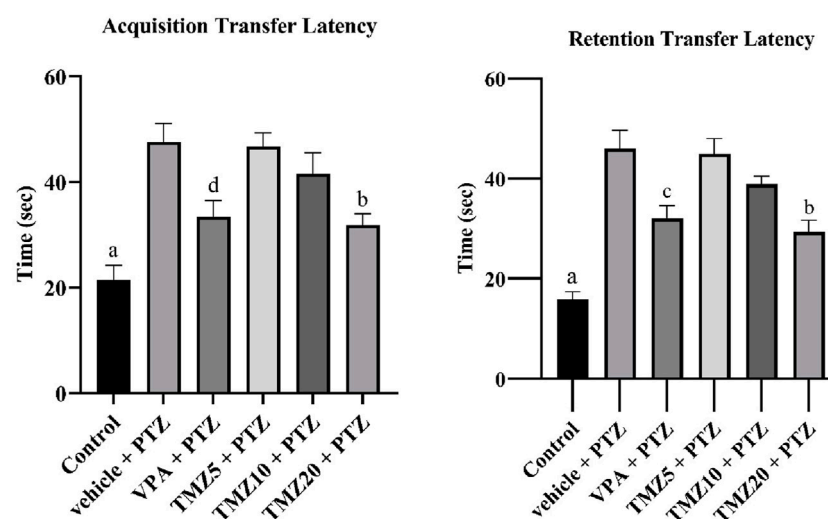 Acquisition Transfer Latency
Time (sec)
60
40
20
0
a
d
b
Control
vehicle + PTZ
VPA + PTZ
TMZ5 + PTZ
TMZ10 + PTZ
TMZ20 + PTZ
Retention Transfer Latency
Time (sec)
60
40
20
0
a
c
b
Control
vehicle + PTZ
VPA + PTZ
TMZ5 + PTZ
TMZ10 + PTZ
TMZ20 + PTZ